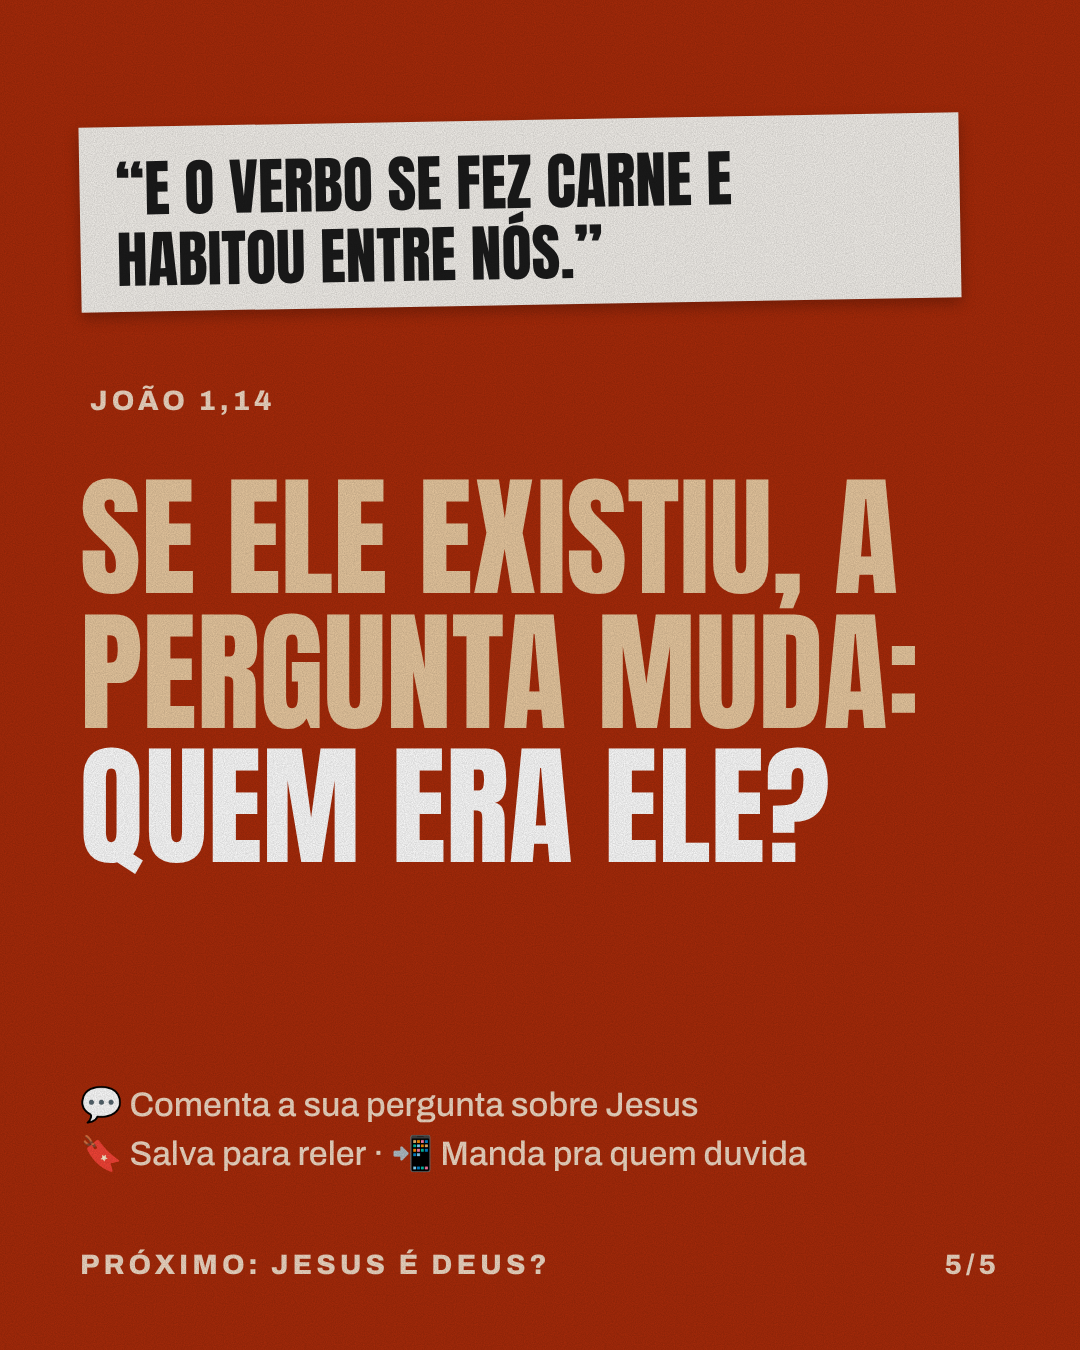 “E O VERBO SE FEZ CARNE E
HABITOU ENTRE NÓS.”
JOÃO 1,14
SE ELE EXISTIU, A
PERGUNTA MUDA:
QUEM ERA ELE?
💬 Comenta a sua pergunta sobre Jesus
🔖 Salva para reler · 📲 Manda pra quem duvida
PRÓXIMO: JESUS É DEUS?
5/5